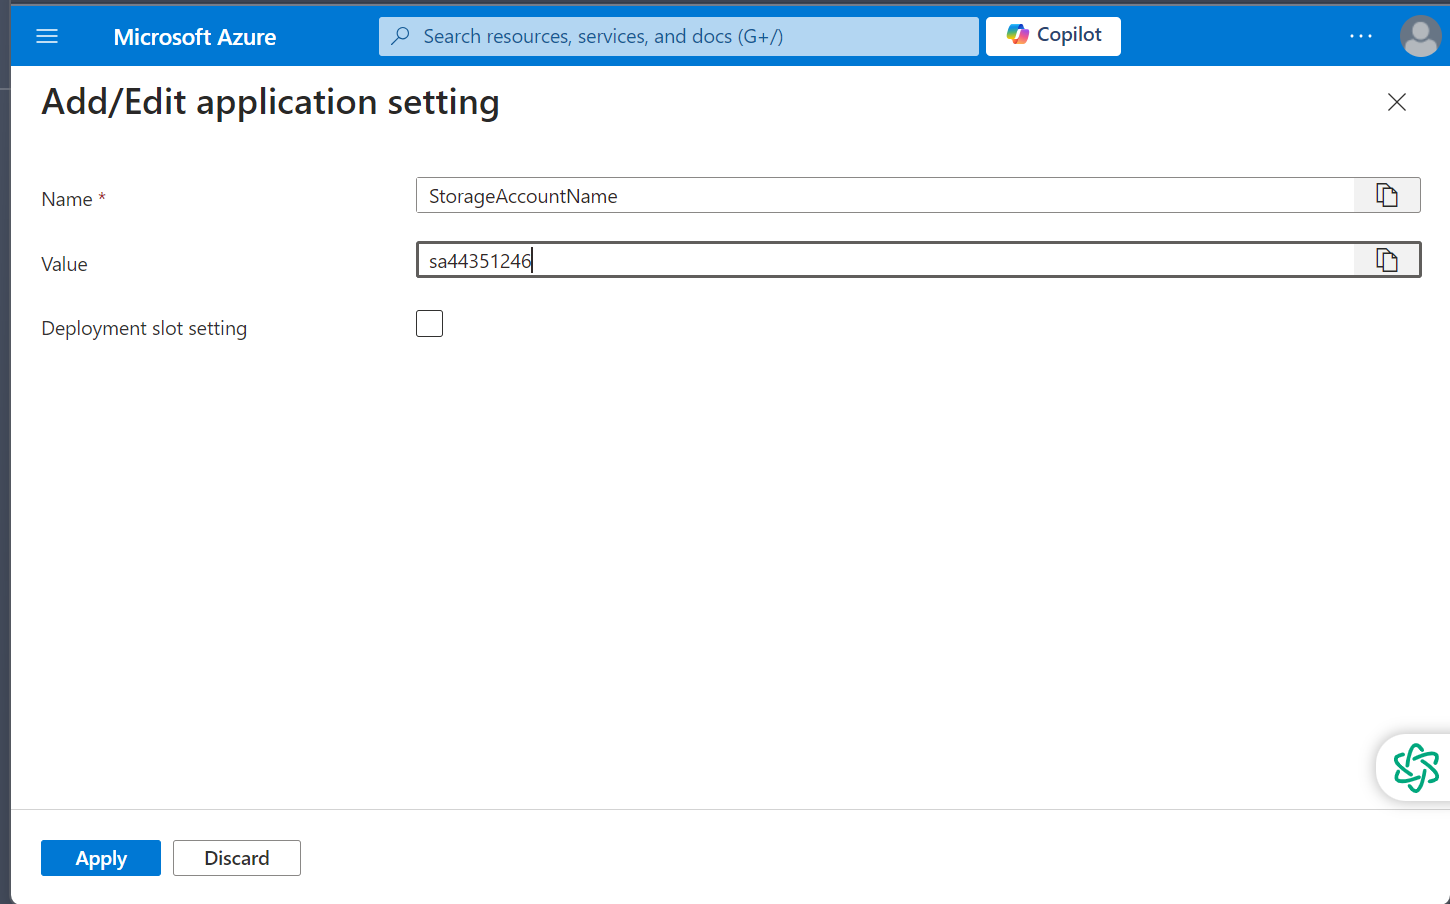 Microsoft Azure
Search resources, services, and docs (G+/)
Copilot
Add/Edit application setting
Name *
StorageAccountName
Value
sa44351246
Deployment slot setting
Apply
Discard